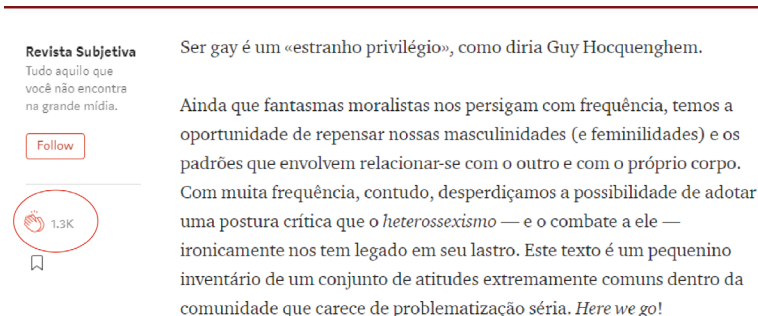 Revista Subjetiva
Tudo aquilo que
você não encontra
na grande mídia.
Follow
1.3K
Ser gay é um «estranho privilégio», como diria Guy Hocquenghem.
Ainda que fantasmas moralistas nos persigam com frequência, temos a
oportunidade de repensar nossas masculinidades (e feminilidades) e os
padrões que envolvem relacionar-se com o outro e com o próprio corpo.
Com muita frequência, contudo, desperdiçamos a possibilidade de adotar
uma postura crítica que o heterossexismo — e o combate a ele —
ironicamente nos tem legado em seu lastro. Este texto é um pequenino
inventário de um conjunto de atitudes extremamente comuns dentro da
comunidade que carece de problematização séria. Here we go!